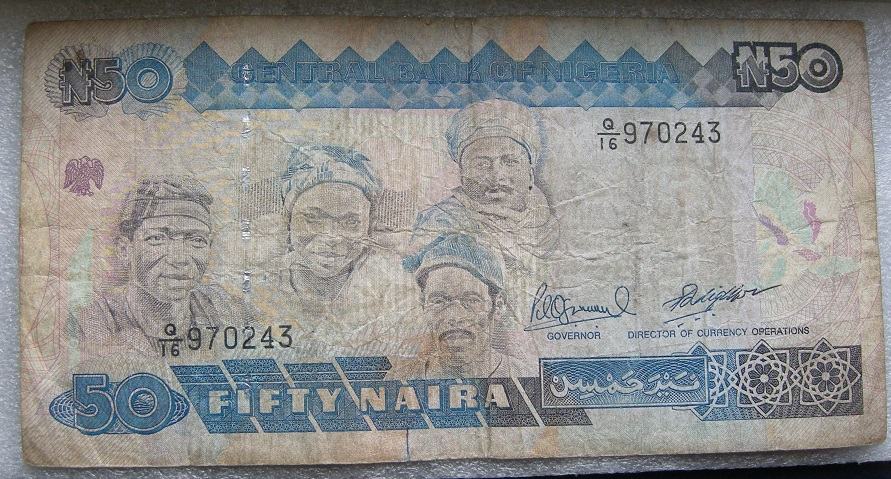 ₦50
CENTRAL BANK OF NIGERIA
₦50
Q/16 970243
Q/16 970243
GOVERNOR
DIRECTOR OF CURRENCY OPERATIONS
50
FIFTY NAIRA
نَيْرَ حَمْسِنْ